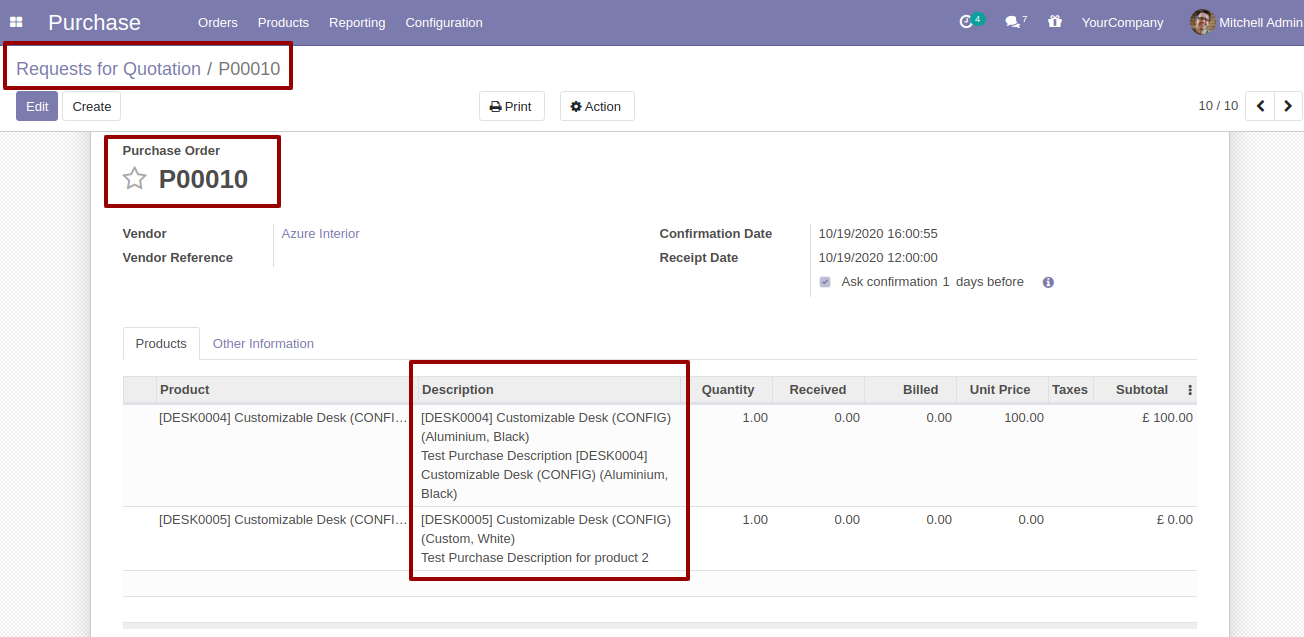 Purchase Orders Products Reporting Configuration 4 7 YourCompany Mitchell Admin
Requests for Quotation / P00010
Edit Create Print Action 10 / 10
Purchase Order
P00010
Vendor Azure Interior Confirmation Date 10/19/2020 16:00:55
Vendor Reference Receipt Date 10/19/2020 12:00:00
Ask confirmation 1 days before
Products Other Information
Product Description Quantity Received Billed Unit Price Taxes Subtotal
[DESK0004] Customizable Desk (CONFI... [DESK0004] Customizable Desk (CONFIG) 1.00 0.00 0.00 100.00 £ 100.00
(Aluminium, Black)
Test Purchase Description [DESK0004]
Customizable Desk (CONFIG) (Aluminium,
Black)
[DESK0005] Customizable Desk (CONFI... [DESK0005] Customizable Desk (CONFIG) 1.00 0.00 0.00 0.00 £ 0.00
(Custom, White)
Test Purchase Description for product 2